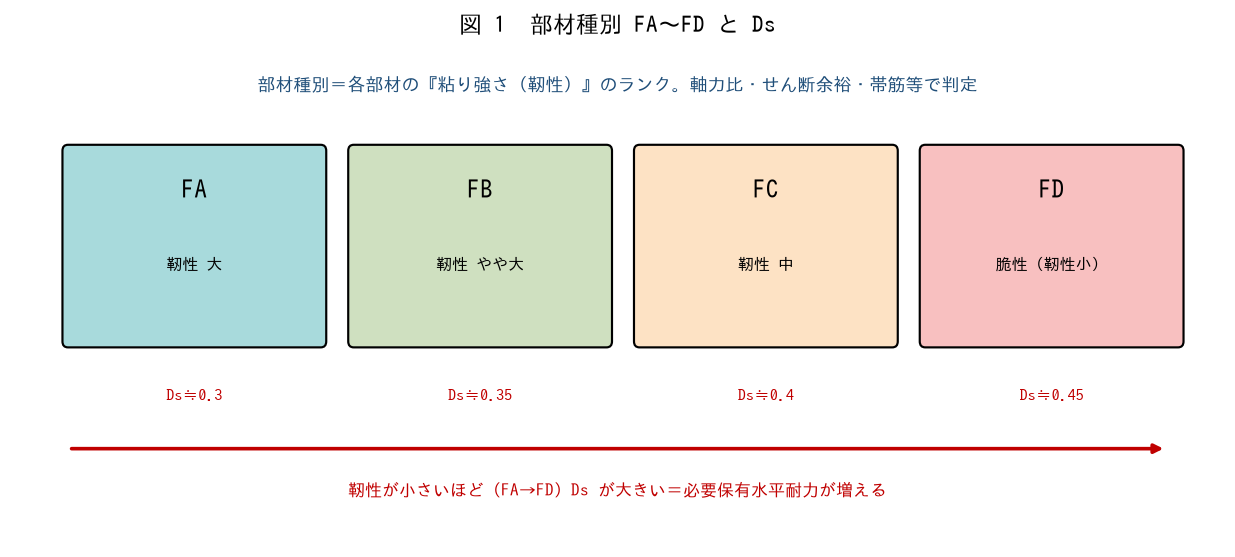 図 1　部材種別 FA～FD と Ds
部材種別＝各部材の『粘り強さ（靭性）』のランク。軸力比・せん断余裕・帯筋等で判定
FA
FB
FC
FD
靭性 大
靭性 やや大
靭性 中
脆性（靭性小）
Ds≒0.3
Ds≒0.35
Ds≒0.4
Ds≒0.45
靭性が小さいほど（FA→FD）Ds が大きい＝必要保有水平耐力が増える